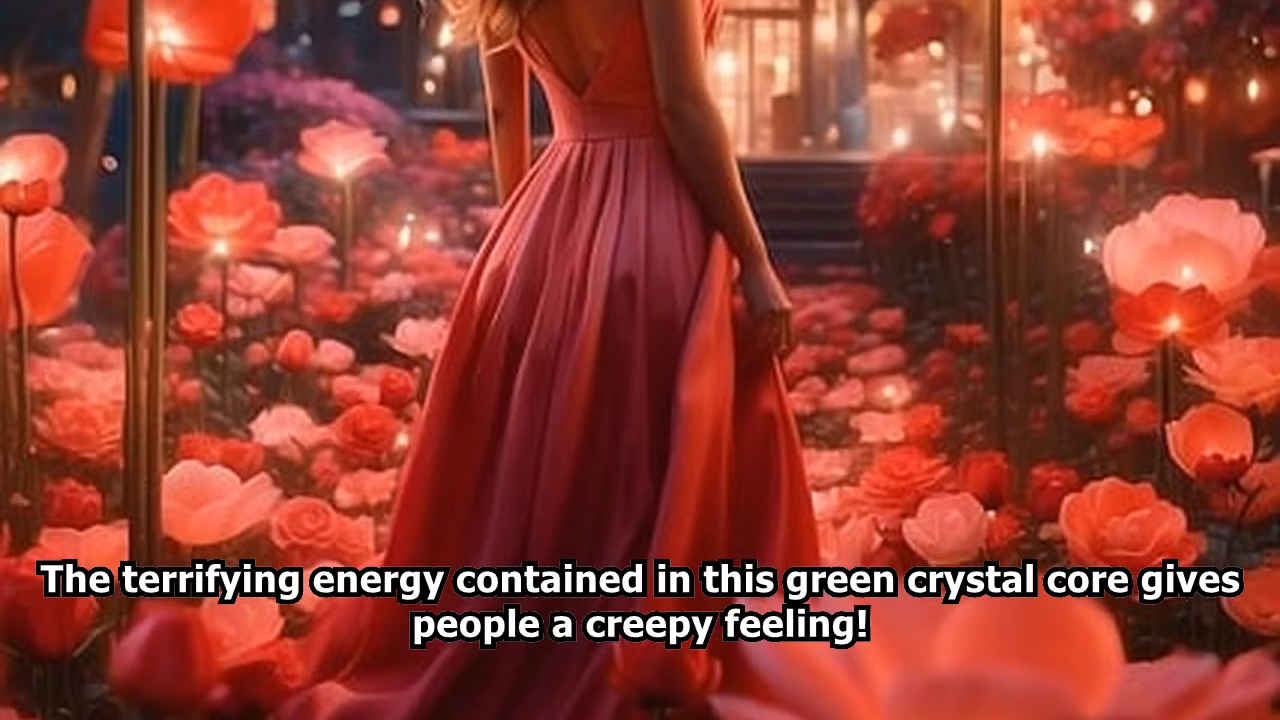 The terrifying energy contained in this green crystal core gives
people a creepy feeling!